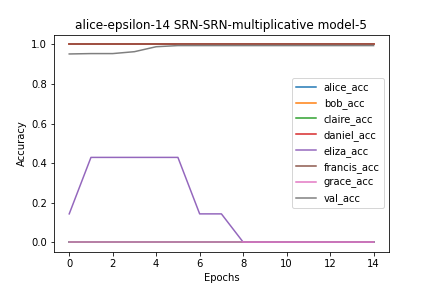 alice-epsilon-14 SRN-SRN-multiplicative model-5
1.0
0.8
0.6
0.4
0.2
0.0
Accuracy
alice_acc
bob_acc
claire_acc
daniel_acc
eliza_acc
francis_acc
grace_acc
val_acc
0 2 4 6 8 10 12 14
Epochs